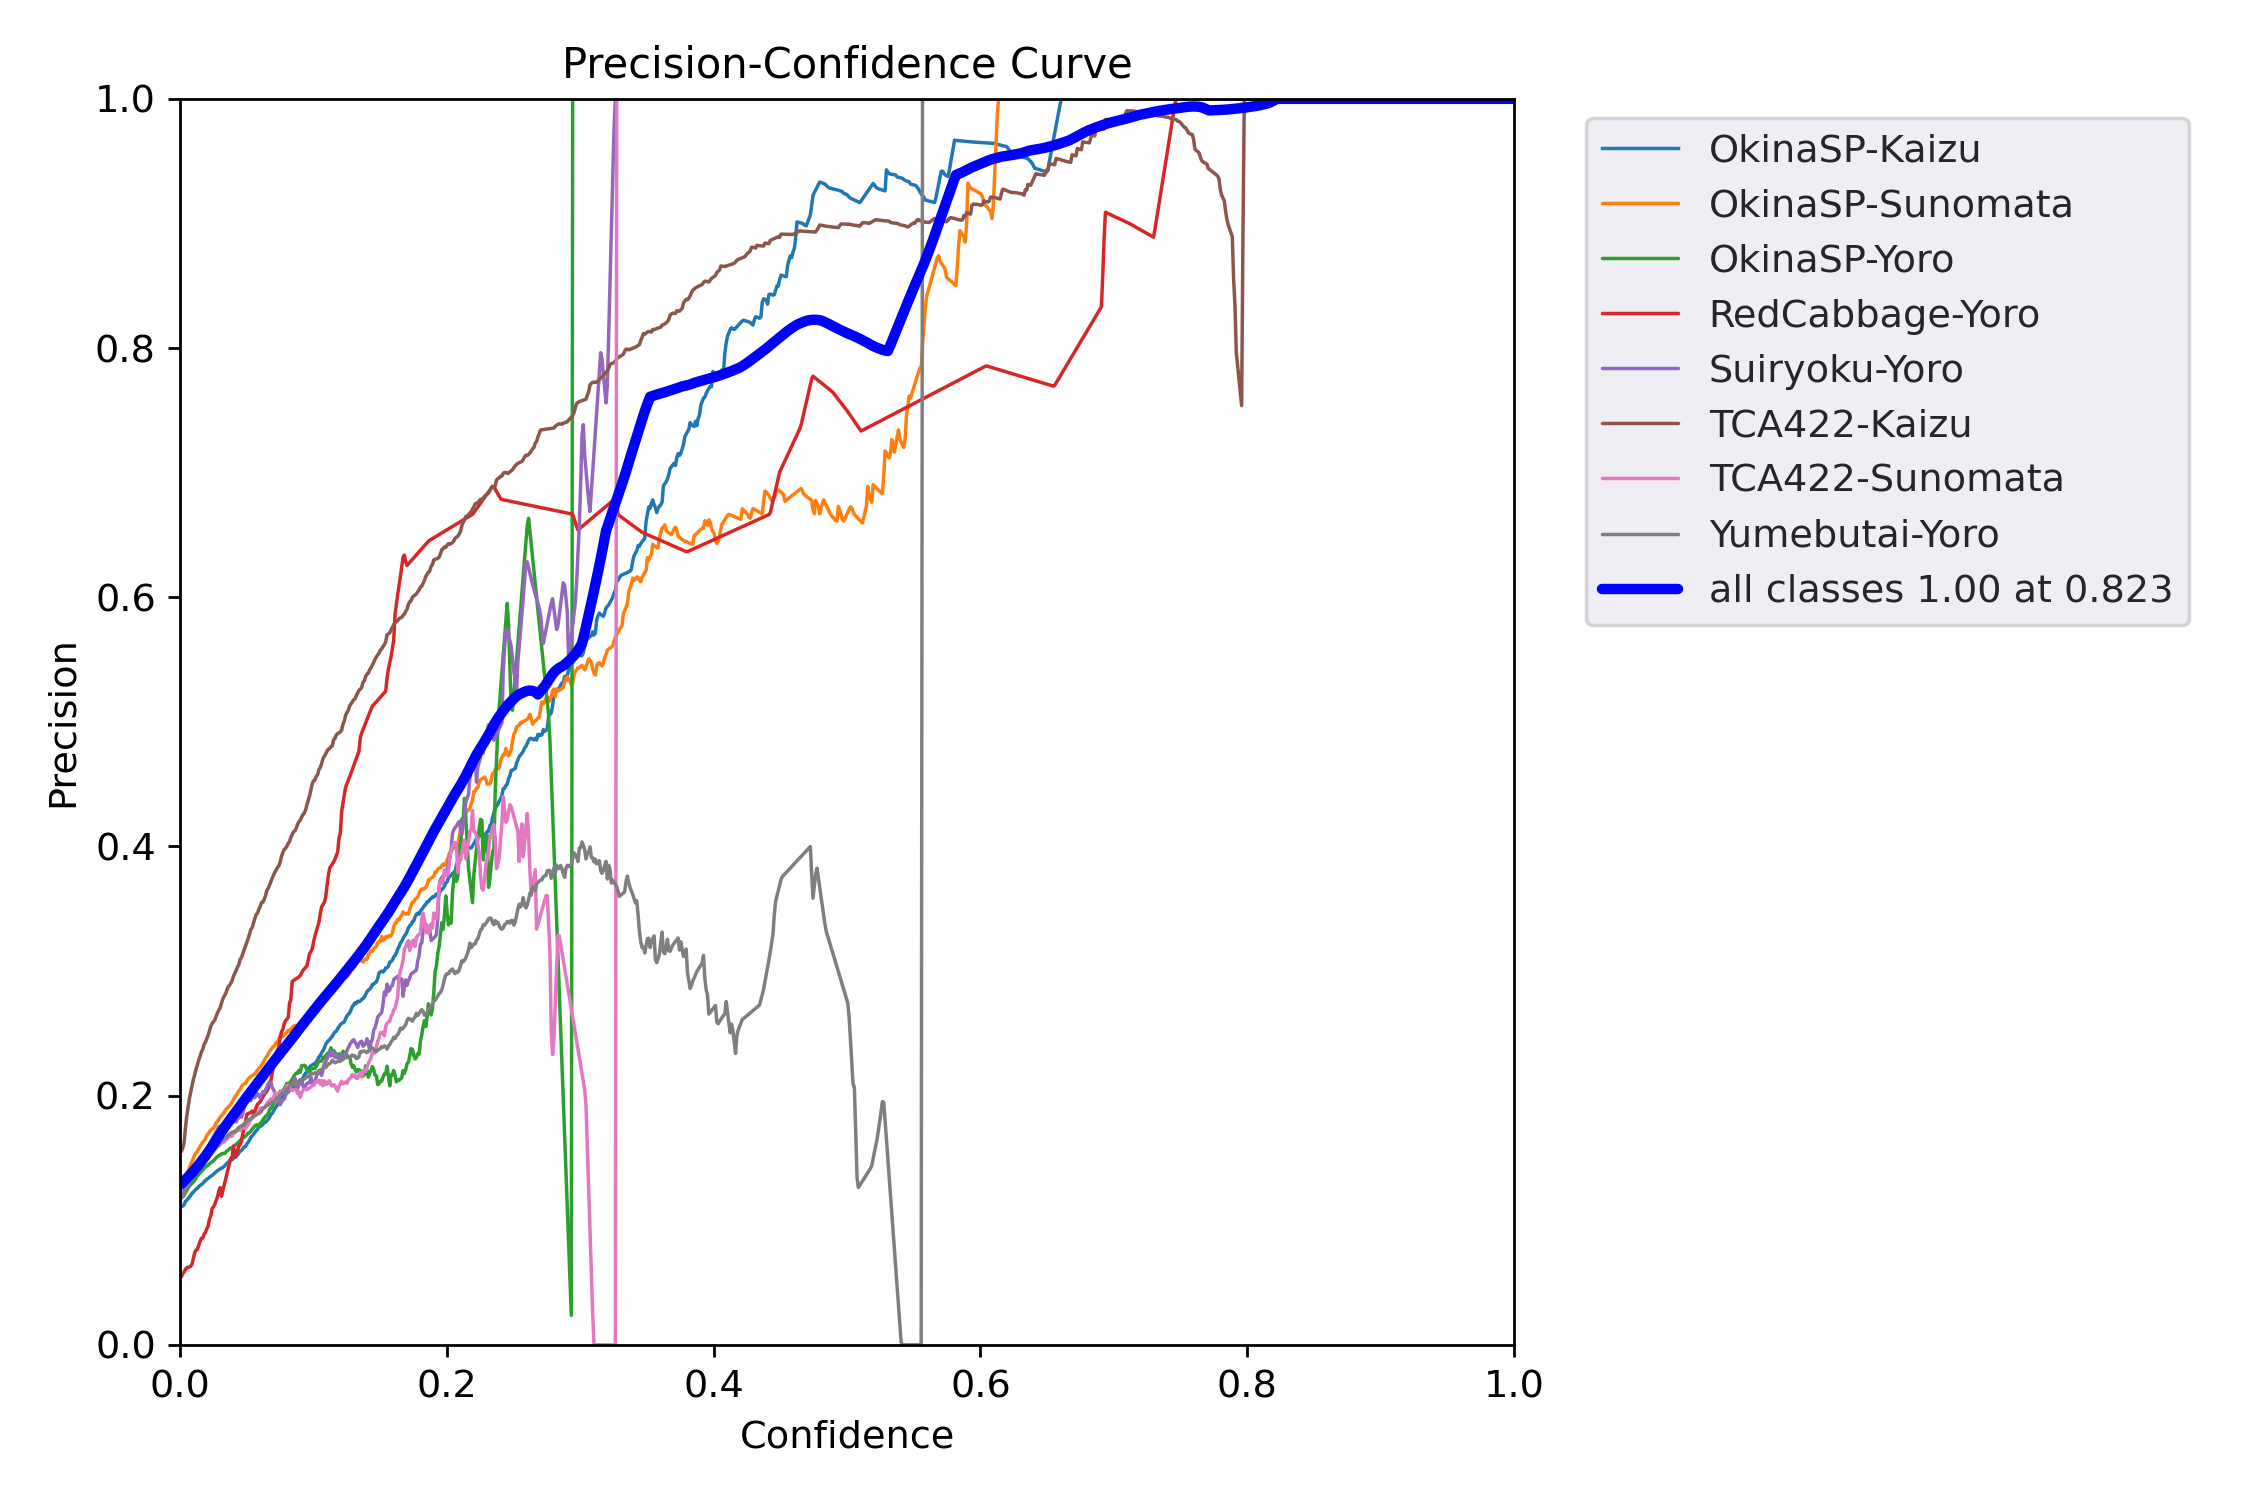 Precision-Confidence Curve
1.0
0.8
0.6
0.4
0.2
0.0
Precision
0.0 0.2 0.4 0.6 0.8 1.0
Confidence
OkinaSP-Kaizu
OkinaSP-Sunomata
OkinaSP-Yoro
RedCabbage-Yoro
Suiryoku-Yoro
TCA422-Kaizu
TCA422-Sunomata
Yumebutai-Yoro
all classes 1.00 at 0.823